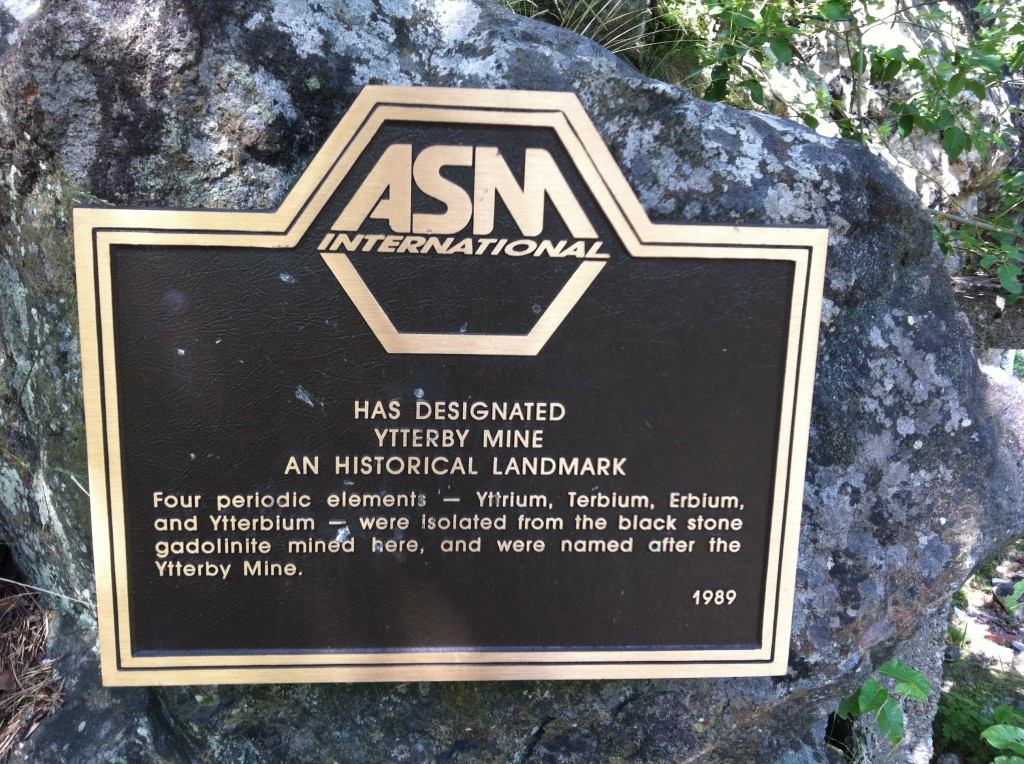 ASM
INTERNATIONAL
HAS DESIGNATED
YTTERBY MINE
AN HISTORICAL LANDMARK
Four periodic elements — Yttrium, Terbium, Erbium,
and Ytterbium — were isolated from the black stone
gadolinite mined here, and were named after the
Ytterby Mine.
1989